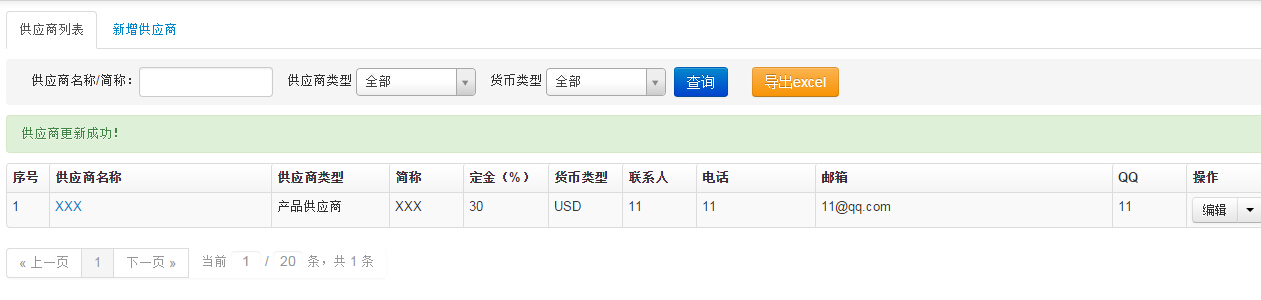 供应商列表 新增供应商
供应商名称/简称： 供应商类型 全部 货币类型 全部 查询 导出excel
供应商更新成功！
序号 供应商名称 供应商类型 简称 定金（%） 货币类型 联系人 电话 邮箱 QQ 操作
1 XXX 产品供应商 XXX 30 USD 11 11 11@qq.com 11 编辑
« 上一页 1 下一页 » 当前 1 / 20 条，共 1 条